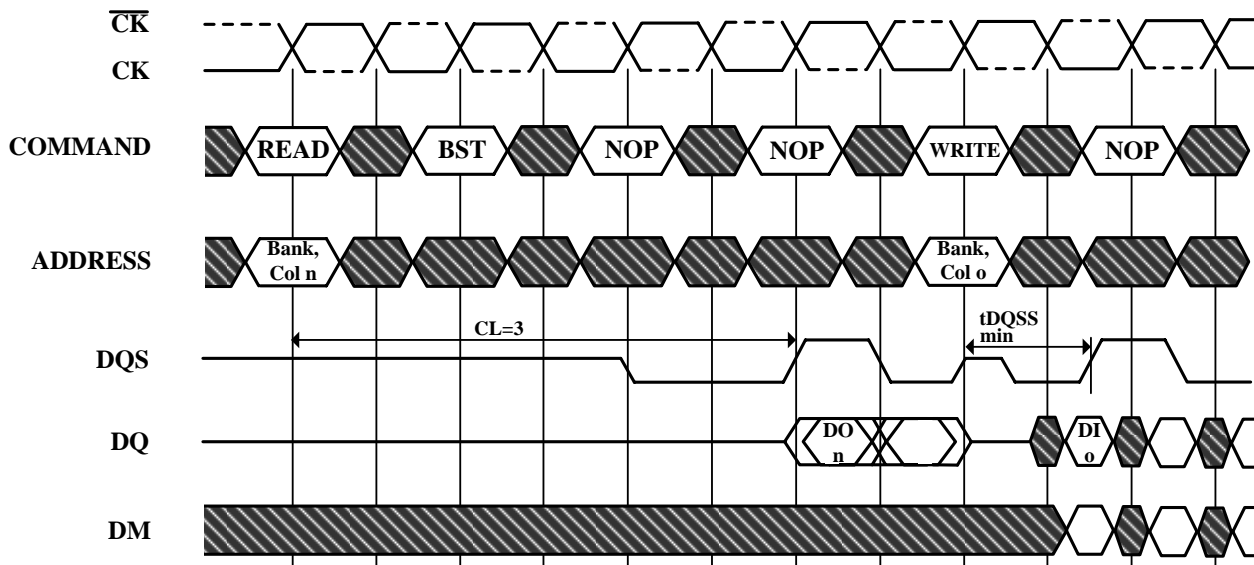 CK
CK
COMMAND
READ
BST
NOP
NOP
WRITE
NOP
ADDRESS
Bank,
Col n
Bank,
Col o
CL=3
tDQSS
min
DQS
DQ
DO
n
DI
o
DM